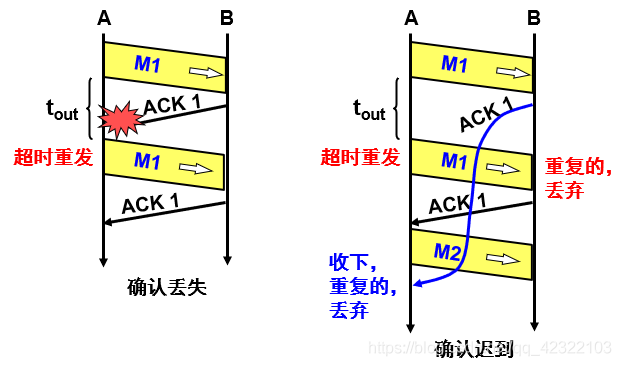 A
B
M1
tout
ACK 1
超时重发
M1
ACK 1
确认丢失
A
B
M1
tout
ACK 1
超时重发
M1
重复的,
丢弃
ACK 1
M2
收下,
重复的,
丢弃
确认迟到